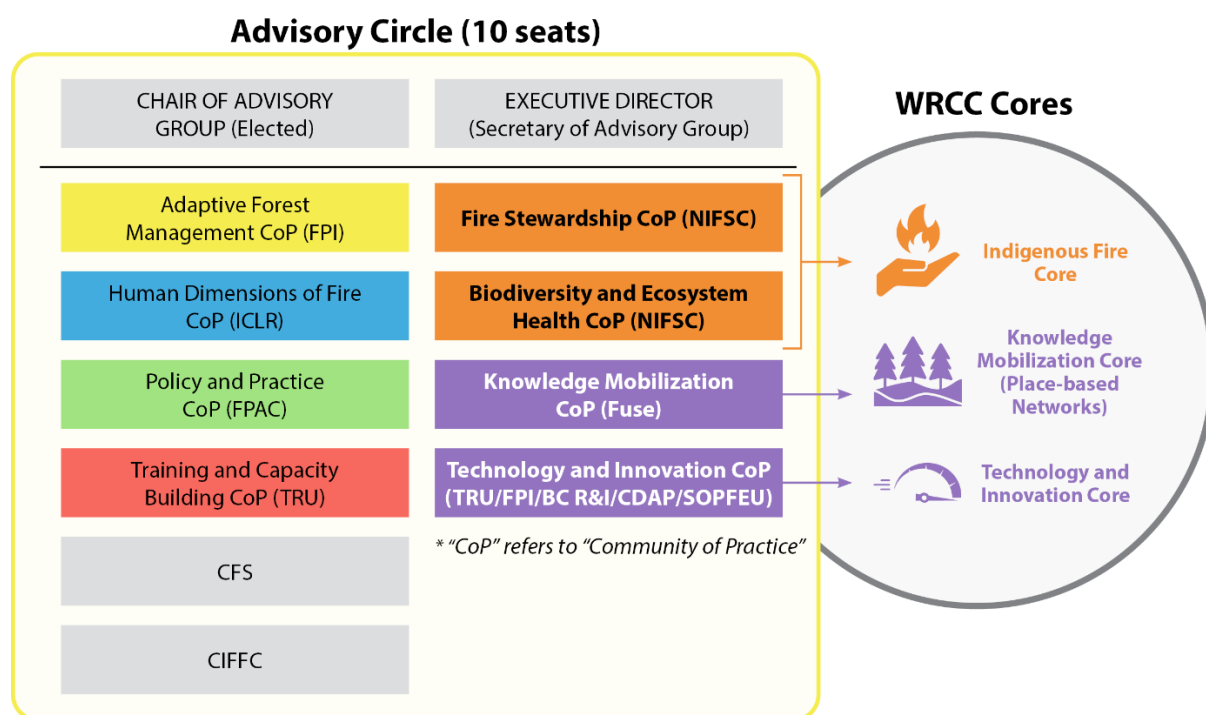 Advisory Circle (10 seats)
CHAIR OF ADVISORY
GROUP (Elected)
EXECUTIVE DIRECTOR
(Secretary of Advisory Group)
Adaptive Forest
Management CoP (FPI)
Human Dimensions of Fire
CoP (ICLR)
Policy and Practice
CoP (FPAC)
Training and Capacity
Building CoP (TRU)
CFS
CIFFC
Fire Stewardship CoP (NIFSC)
Biodiversity and Ecosystem
Health CoP (NIFSC)
Knowledge Mobilization
CoP (Fuse)
Technology and Innovation CoP
(TRU/FPI/BC R&I/CDAP/SOPFEU)
* “CoP” refers to “Community of Practice”
WRCC Cores
Indigenous Fire
Core
Knowledge
Mobilization Core
(Place-based
Networks)
Technology and
Innovation Core